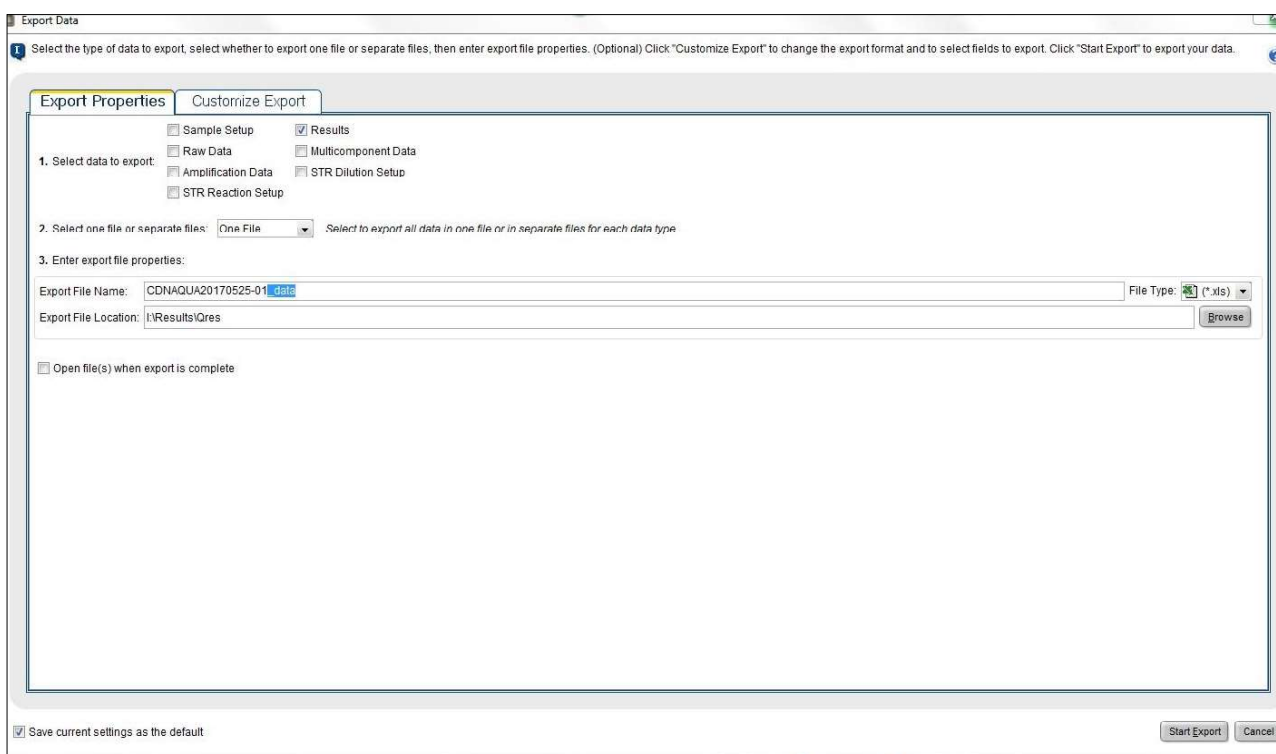 Export Data
Select the type of data to export, select whether to export one file or separate files, then enter export file properties. (Optional) Click "Customize Export" to change the export format and to select fields to export. Click "Start Export" to export your data.
Export Properties Customize Export
Sample Setup Results
1. Select data to export: Raw Data Multicomponent Data
Amplification Data STR Dilution Setup
STR Reaction Setup
2. Select one file or separate files: One File Select to export all data in one file or in separate files for each data type
3. Enter export file properties:
Export File Name: CDNAQUA20170525-01_data File Type: (*.xls)
Export File Location: I:\Results\Qres Browse
Open file(s) when export is complete
Save current settings as the default Start Export Cancel